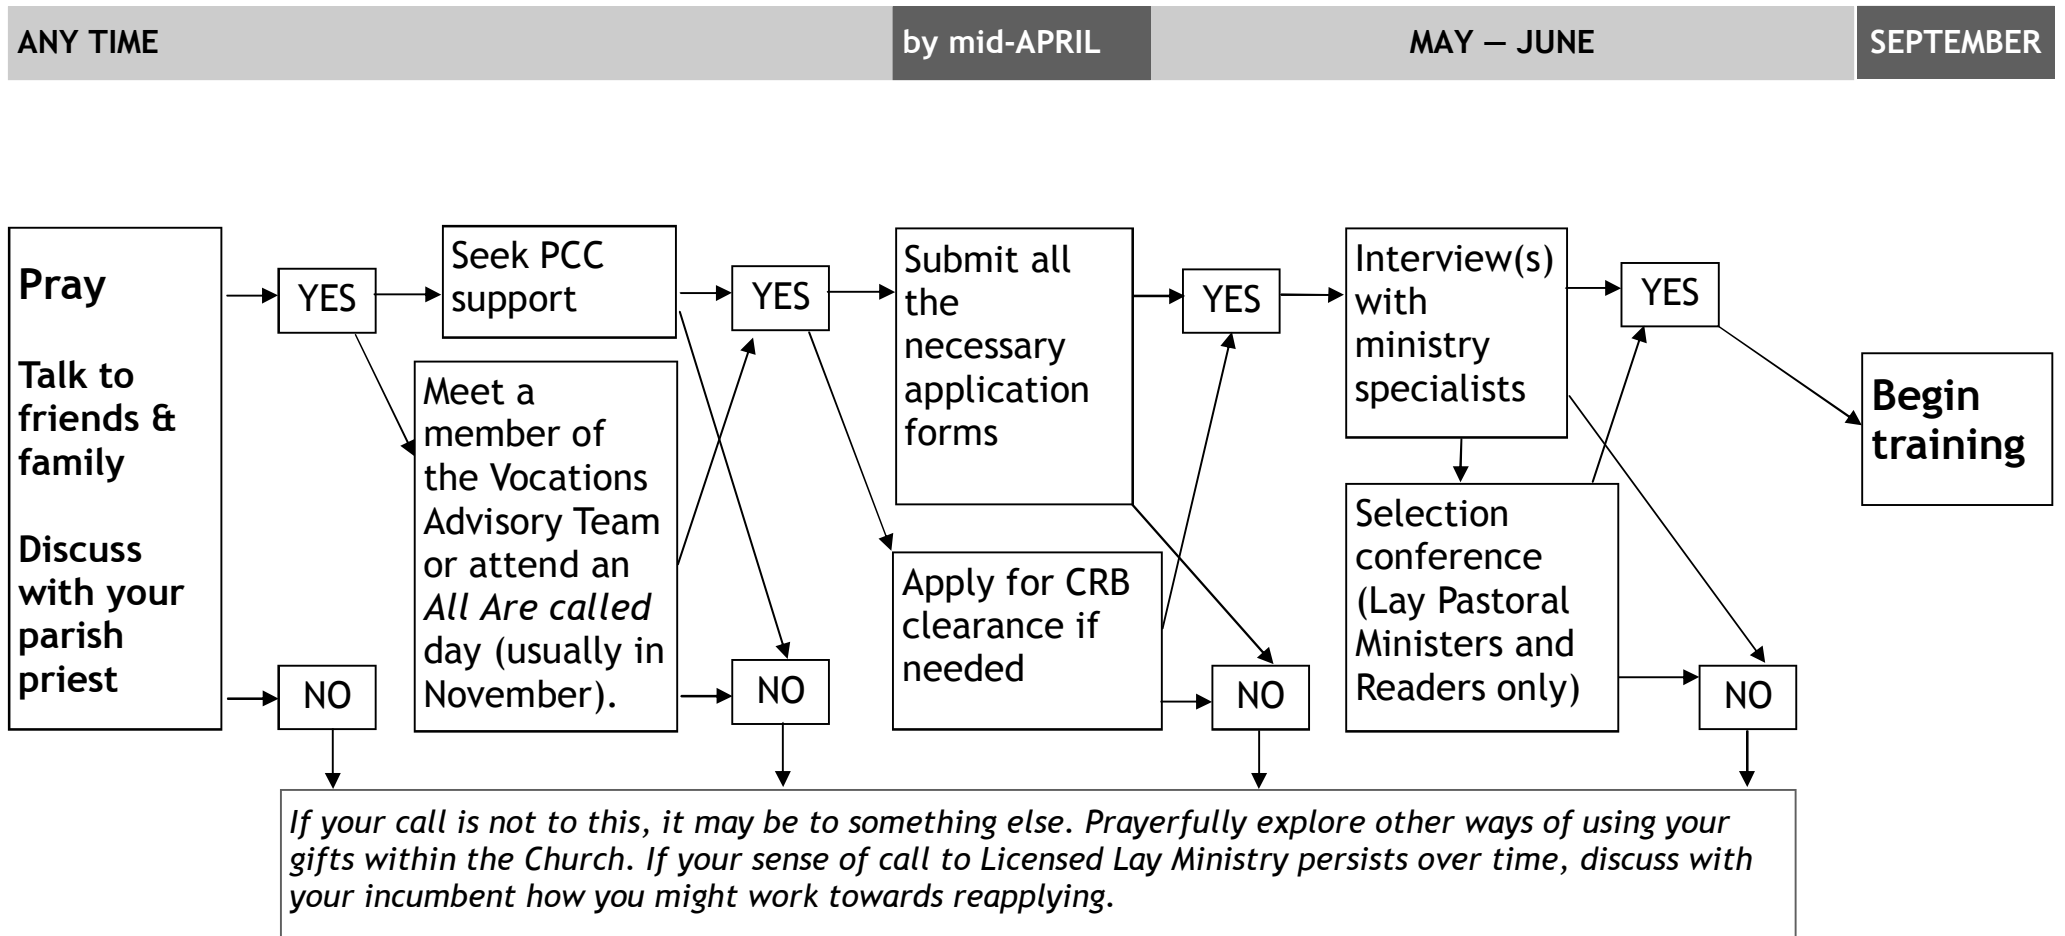 ANY TIME
by mid-APRIL
MAY – JUNE
SEPTEMBER
Pray
Talk to
friends &
family
Discuss
with your
parish
priest
YES
NO
Seek PCC
support
Meet a
member of
the Vocations
Advisory Team
or attend an
All Are called
day (usually in
November).
YES
NO
Submit all
the
necessary
application
forms
Apply for CRB
clearance if
needed
YES
NO
Interview(s)
with
ministry
specialists
Selection
conference
(Lay Pastoral
Ministers and
Readers only)
YES
NO
Begin
training
If your call is not to this, it may be to something else. Prayerfully explore other ways of using your
gifts within the Church. If your sense of call to Licensed Lay Ministry persists over time, discuss with
your incumbent how you might work towards reapplying.